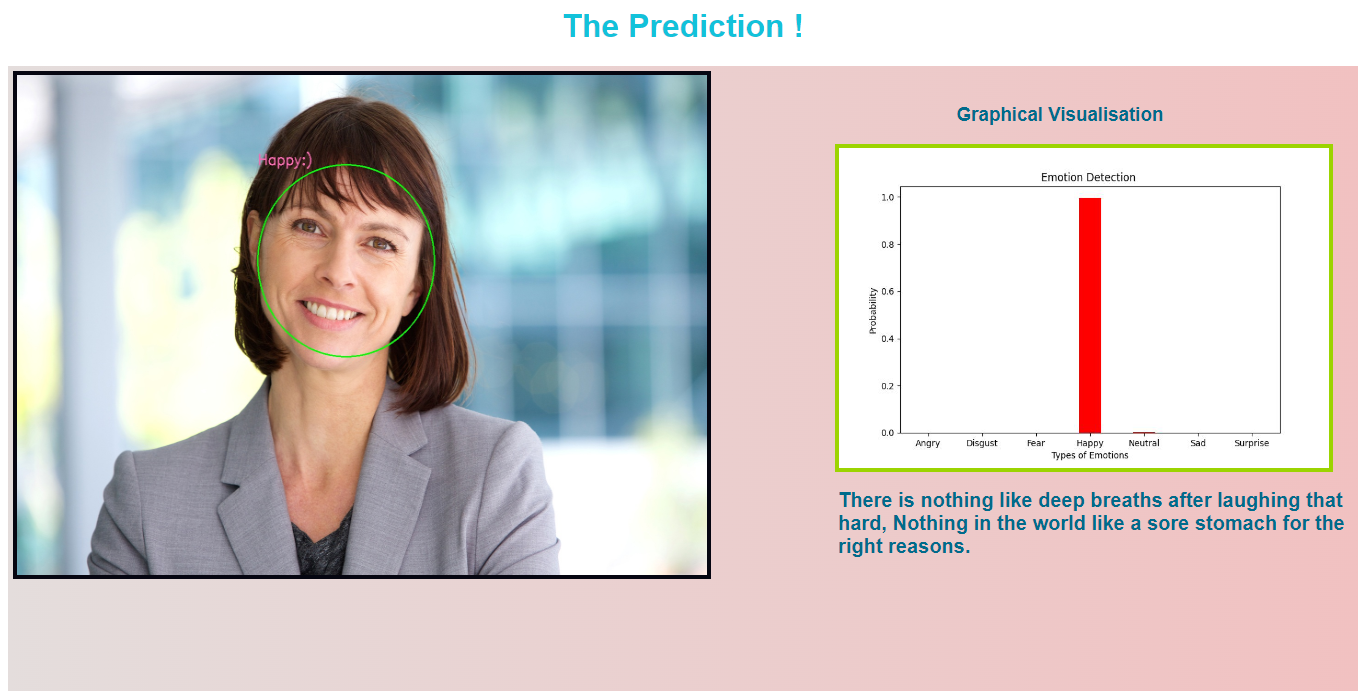 The Prediction !
Happy:)
Graphical Visualisation
Emotion Detection
Probability
1.0
0.8
0.6
0.4
0.2
0.0
Angry Disgust Fear Happy Neutral Sad Surprise
Types of Emotions
There is nothing like deep breaths after laughing that
hard, Nothing in the world like a sore stomach for the
right reasons.